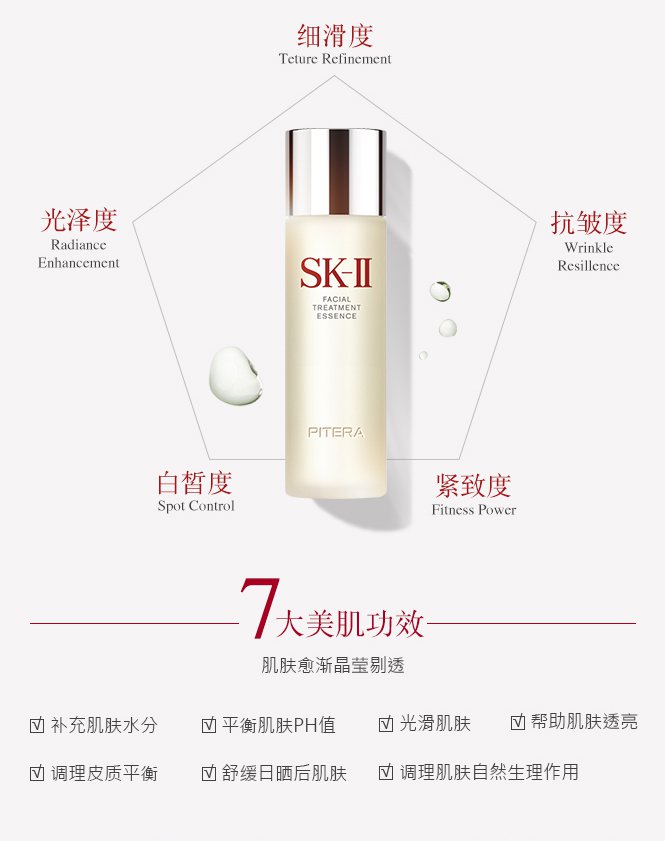 细滑度
Teture Refinement
光泽度
Radiance
Enhancement
抗皱度
Wrinkle
Resillence
SK-II
FACIAL
TREATMENT
ESSENCE
PITERA
白皙度
Spot Control
紧致度
Fitness Power
7大美肌功效
肌肤愈渐晶莹剔透
补充肌肤水分 平衡肌肤PH值 光滑肌肤 帮助肌肤透亮
调理皮质平衡 舒缓日晒后肌肤 调理肌肤自然生理作用